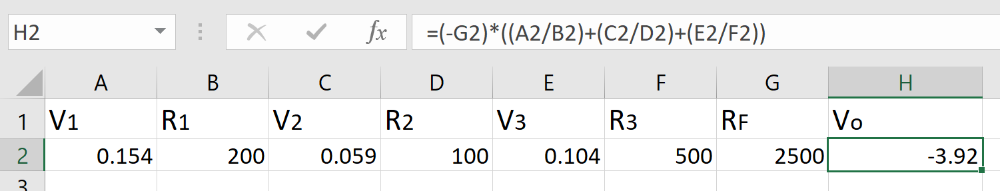 H2 fx =(-G2)*((A2/B2)+(C2/D2)+(E2/F2))
A B C D E F G H
1 V1 R1 V2 R2 V3 R3 RF Vo
2 0.154 200 0.059 100 0.104 500 2500 -3.92
3